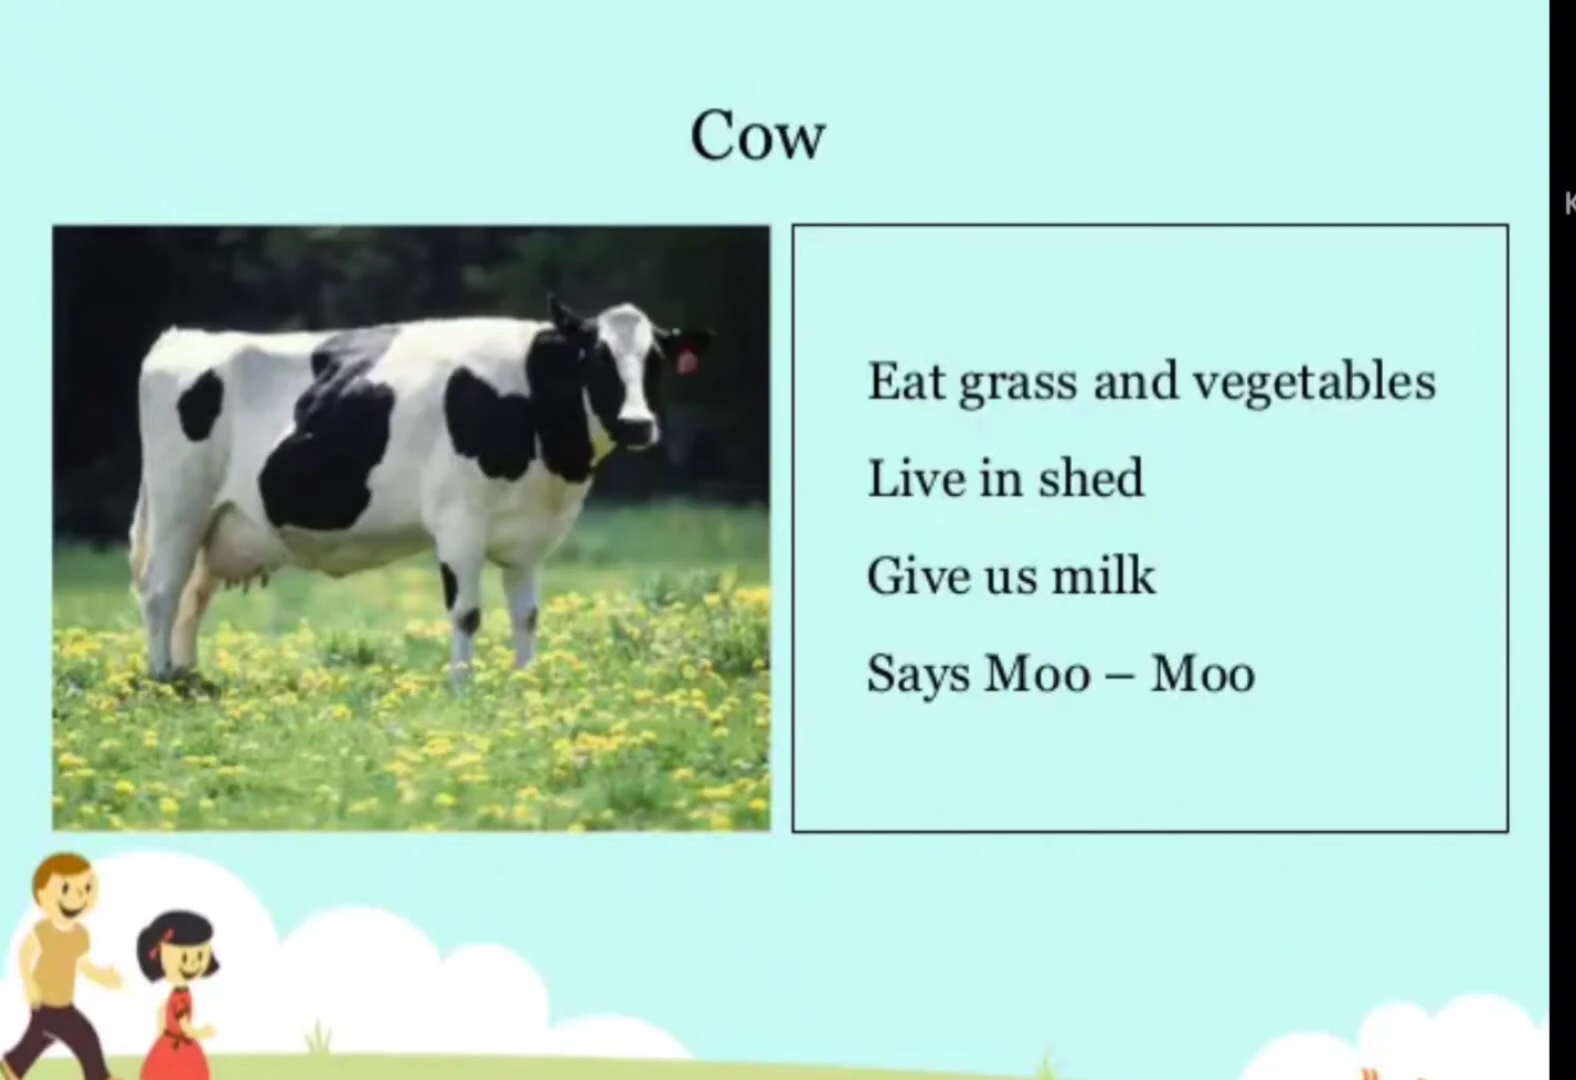 Cow
Eat grass and vegetables
Live in shed
Give us milk
Says Moo – Moo